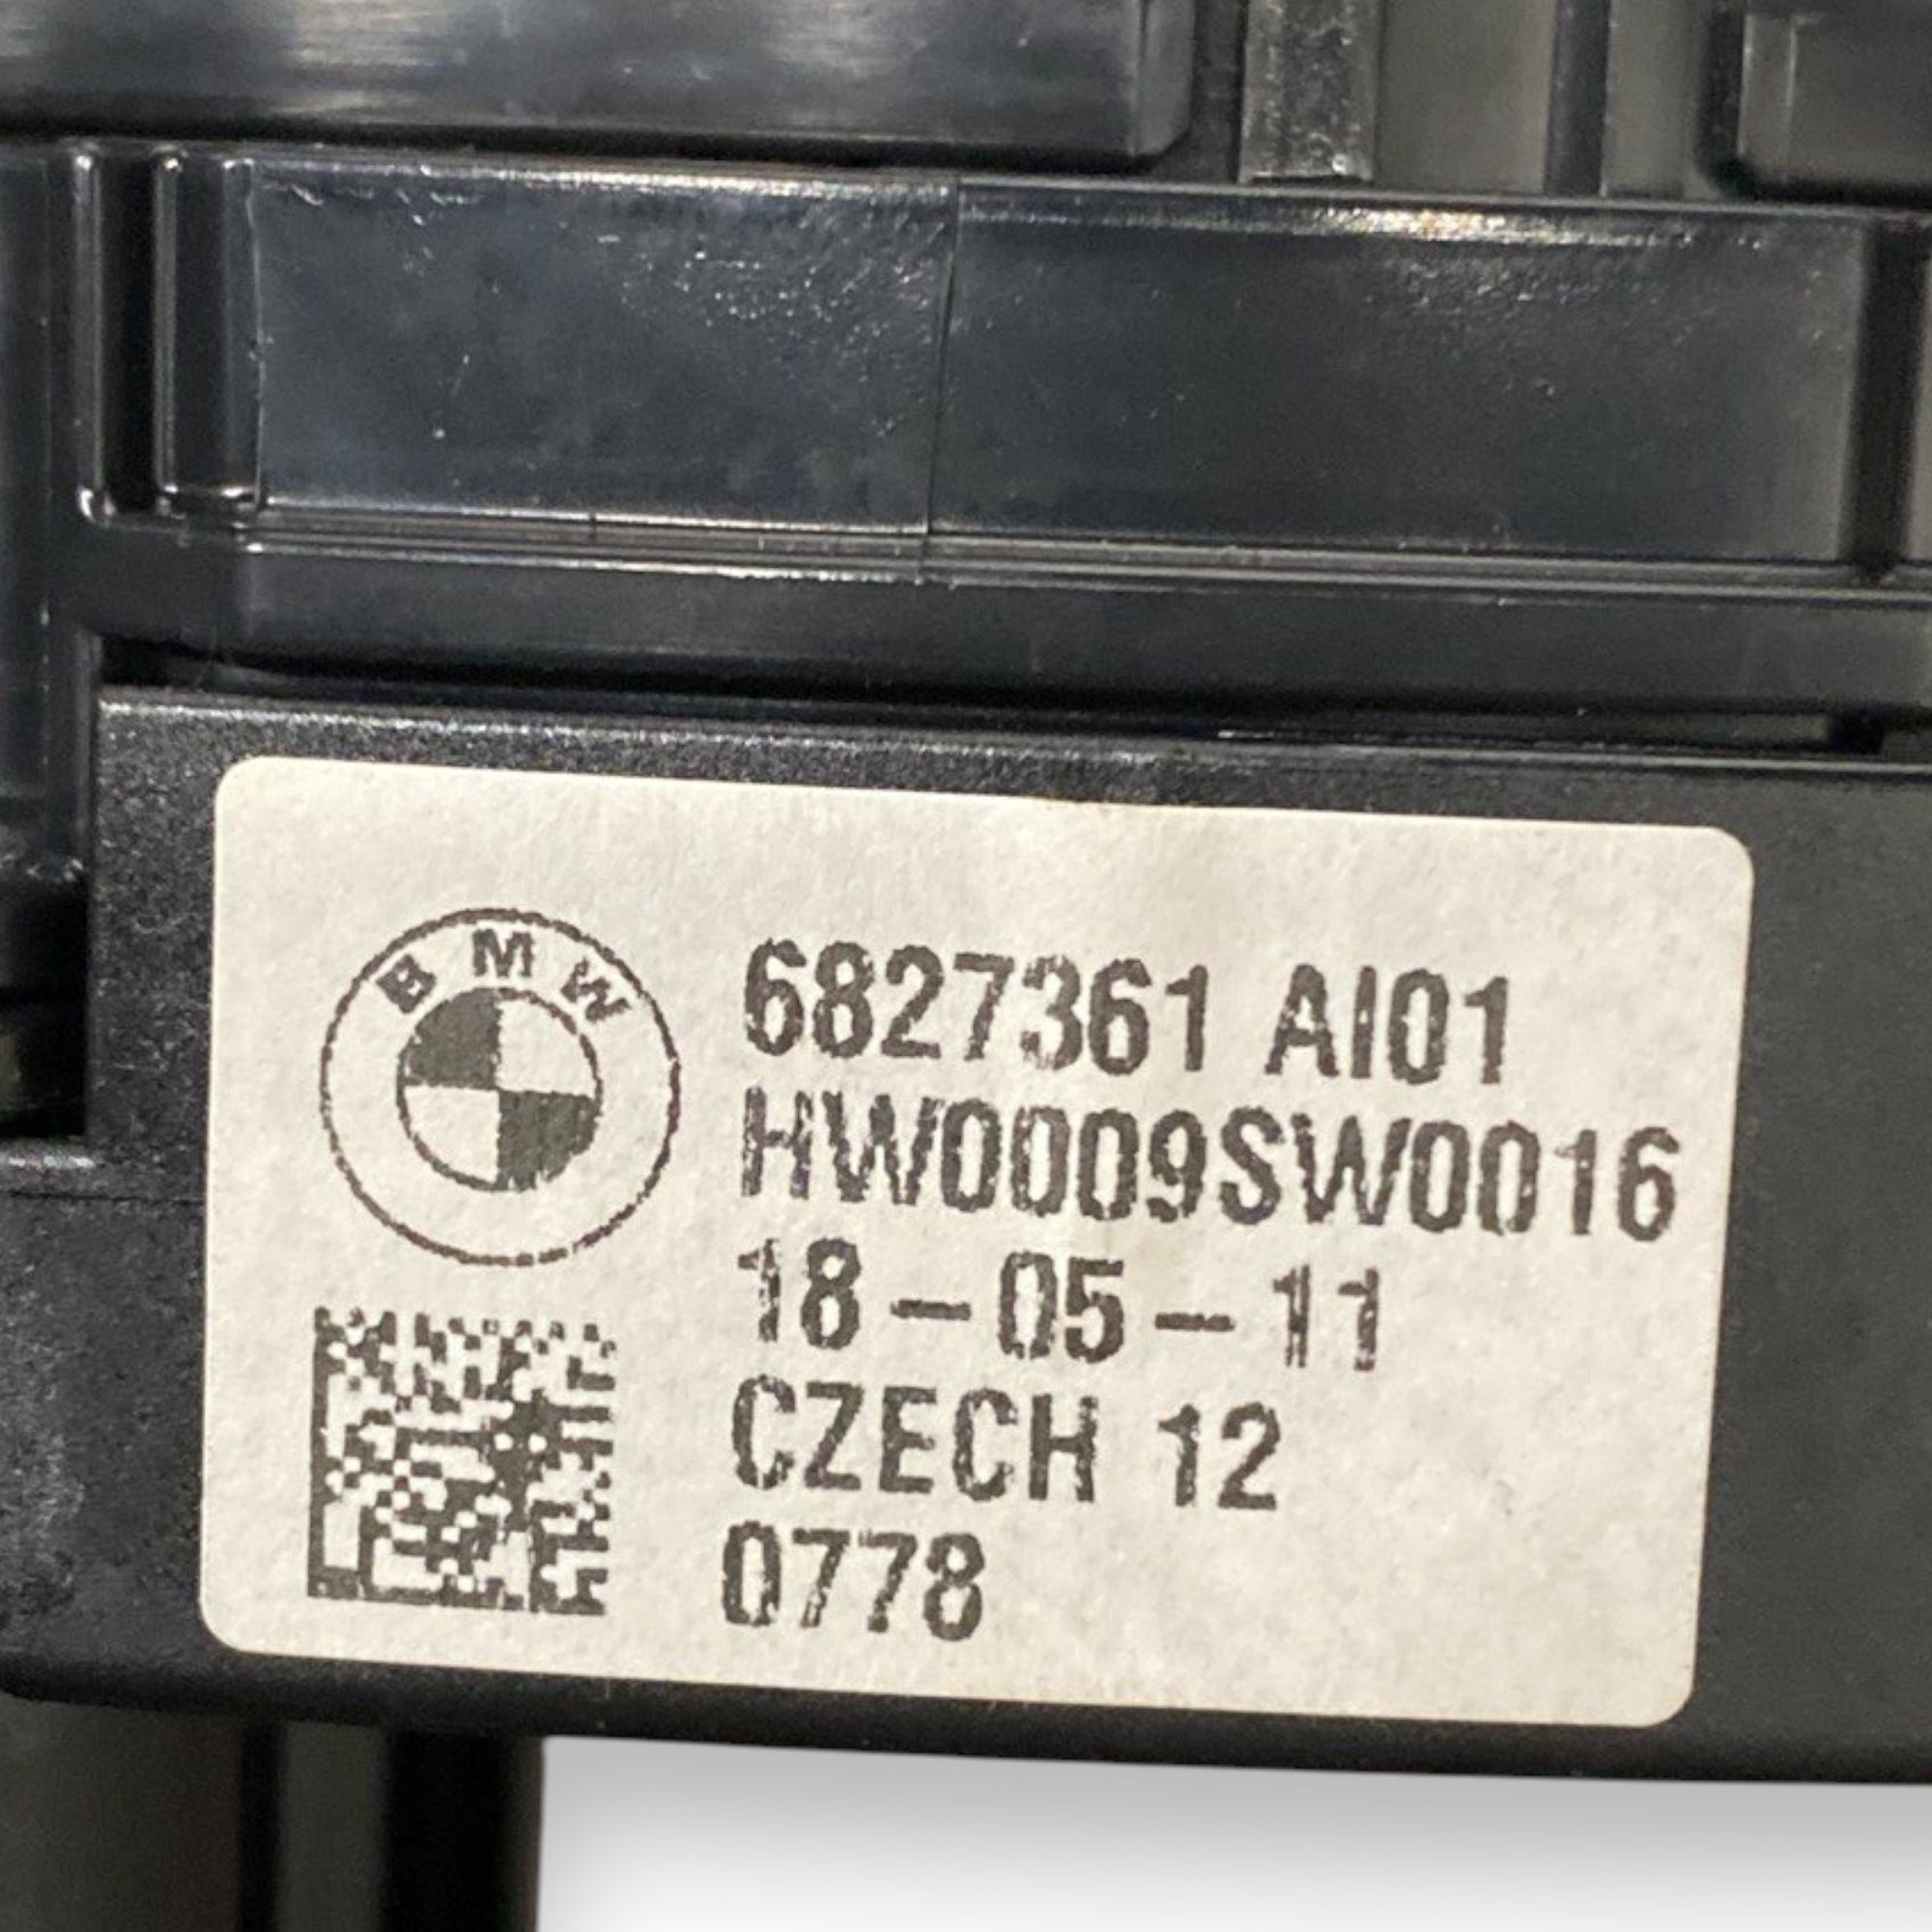 BMW
6827361 AI01
HW0009SW0016
18-05-11
CZECH 12
0778